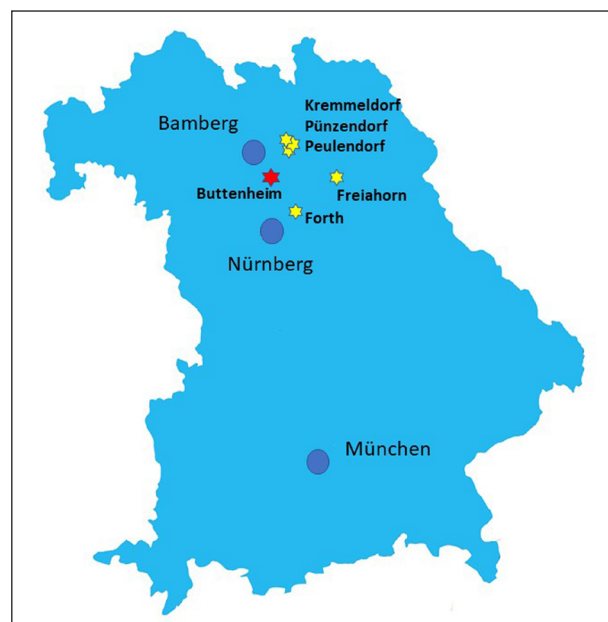 Kremmeldorf
Bamberg
Pünzendorf
Peulendorf
Buttenheim
Freiahorn
Forth
Nürnberg
München